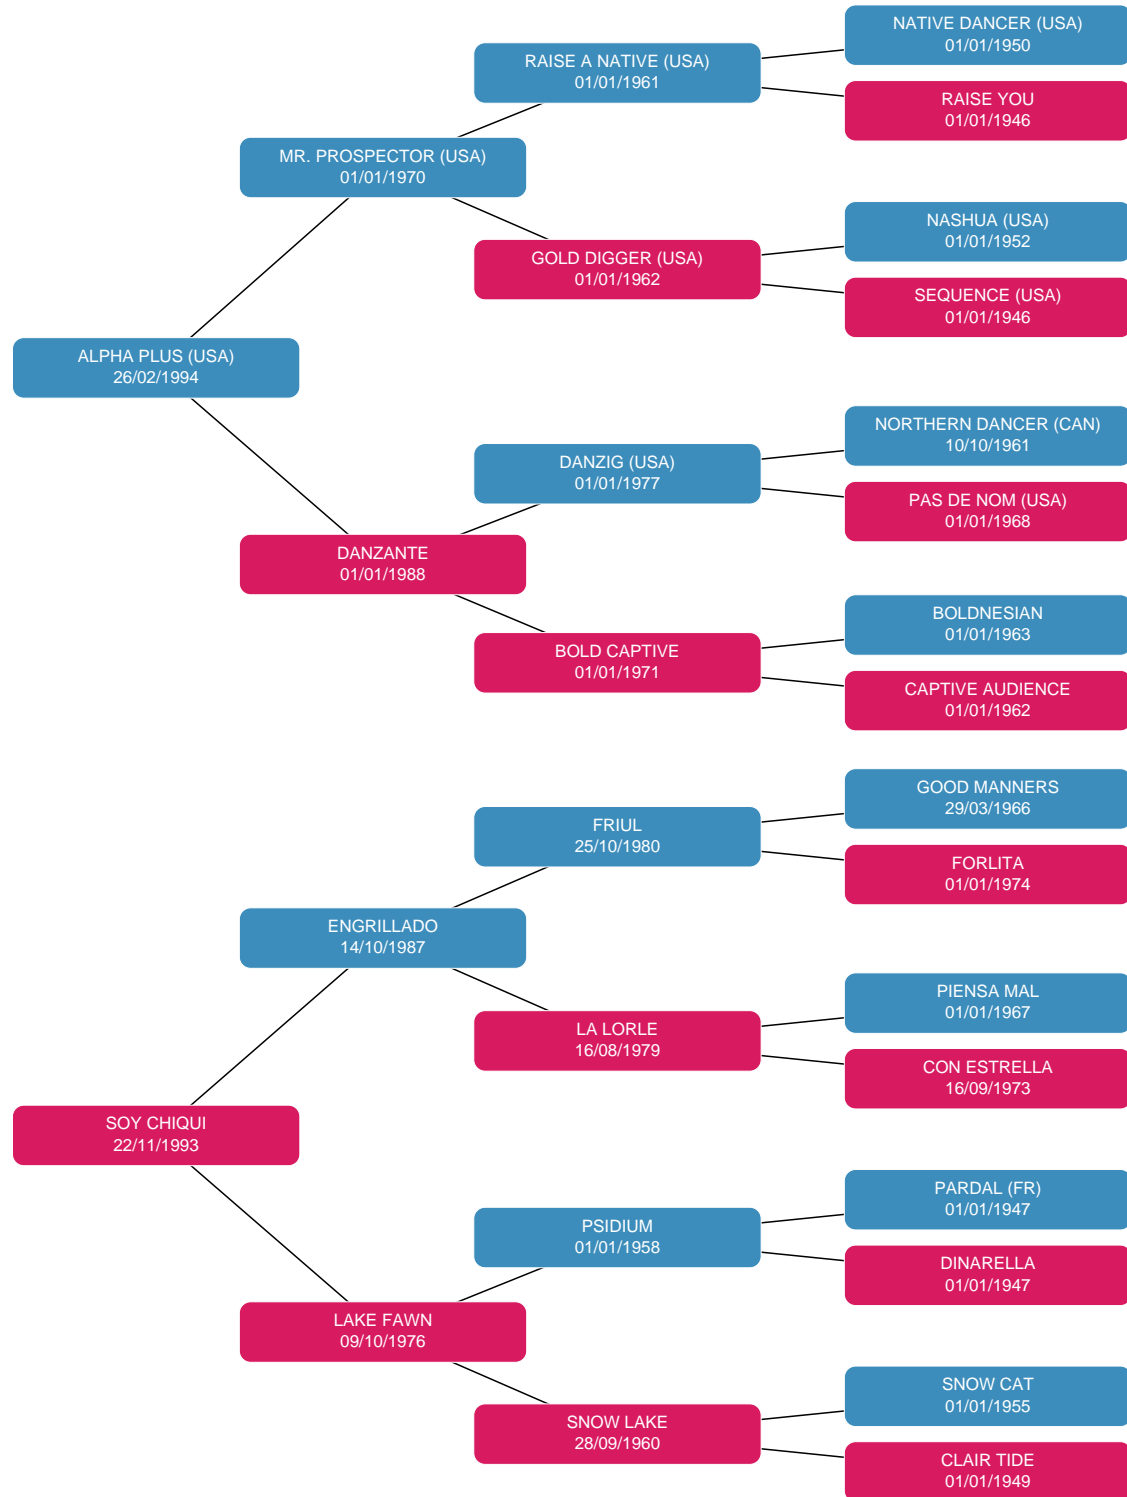 NATIVE DANCER (USA)
01/01/1950
RAISE A NATIVE (USA)
01/01/1961
RAISE YOU
01/01/1946
MR. PROSPECTOR (USA)
01/01/1970
NASHUA (USA)
01/01/1952
GOLD DIGGER (USA)
01/01/1962
SEQUENCE (USA)
01/01/1946
ALPHA PLUS (USA)
26/02/1994
NORTHERN DANCER (CAN)
10/10/1961
DANZIG (USA)
01/01/1977
PAS DE NOM (USA)
01/01/1968
DANZANTE
01/01/1988
BOLDNESIAN
01/01/1963
BOLD CAPTIVE
01/01/1971
CAPTIVE AUDIENCE
01/01/1962
GOOD MANNERS
29/03/1966
FRIUL
25/10/1980
FORLITA
01/01/1974
ENGRILLADO
14/10/1987
PIENSA MAL
01/01/1967
LA LORLE
16/08/1979
CON ESTRELLA
16/09/1973
SOY CHIQUI
22/11/1993
PARDAL (FR)
01/01/1947
PSIDIUM
01/01/1958
DINARELLA
01/01/1947
LAKE FAWN
09/10/1976
SNOW CAT
01/01/1955
SNOW LAKE
28/09/1960
CLAIR TIDE
01/01/1949